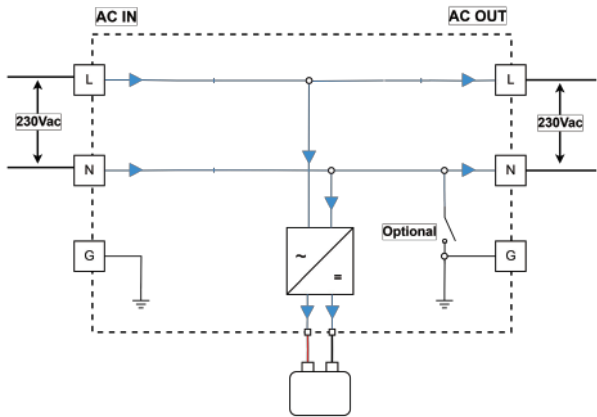 AC IN
AC OUT
L
L
230Vac
230Vac
N
N
Optional
G
G
~
=